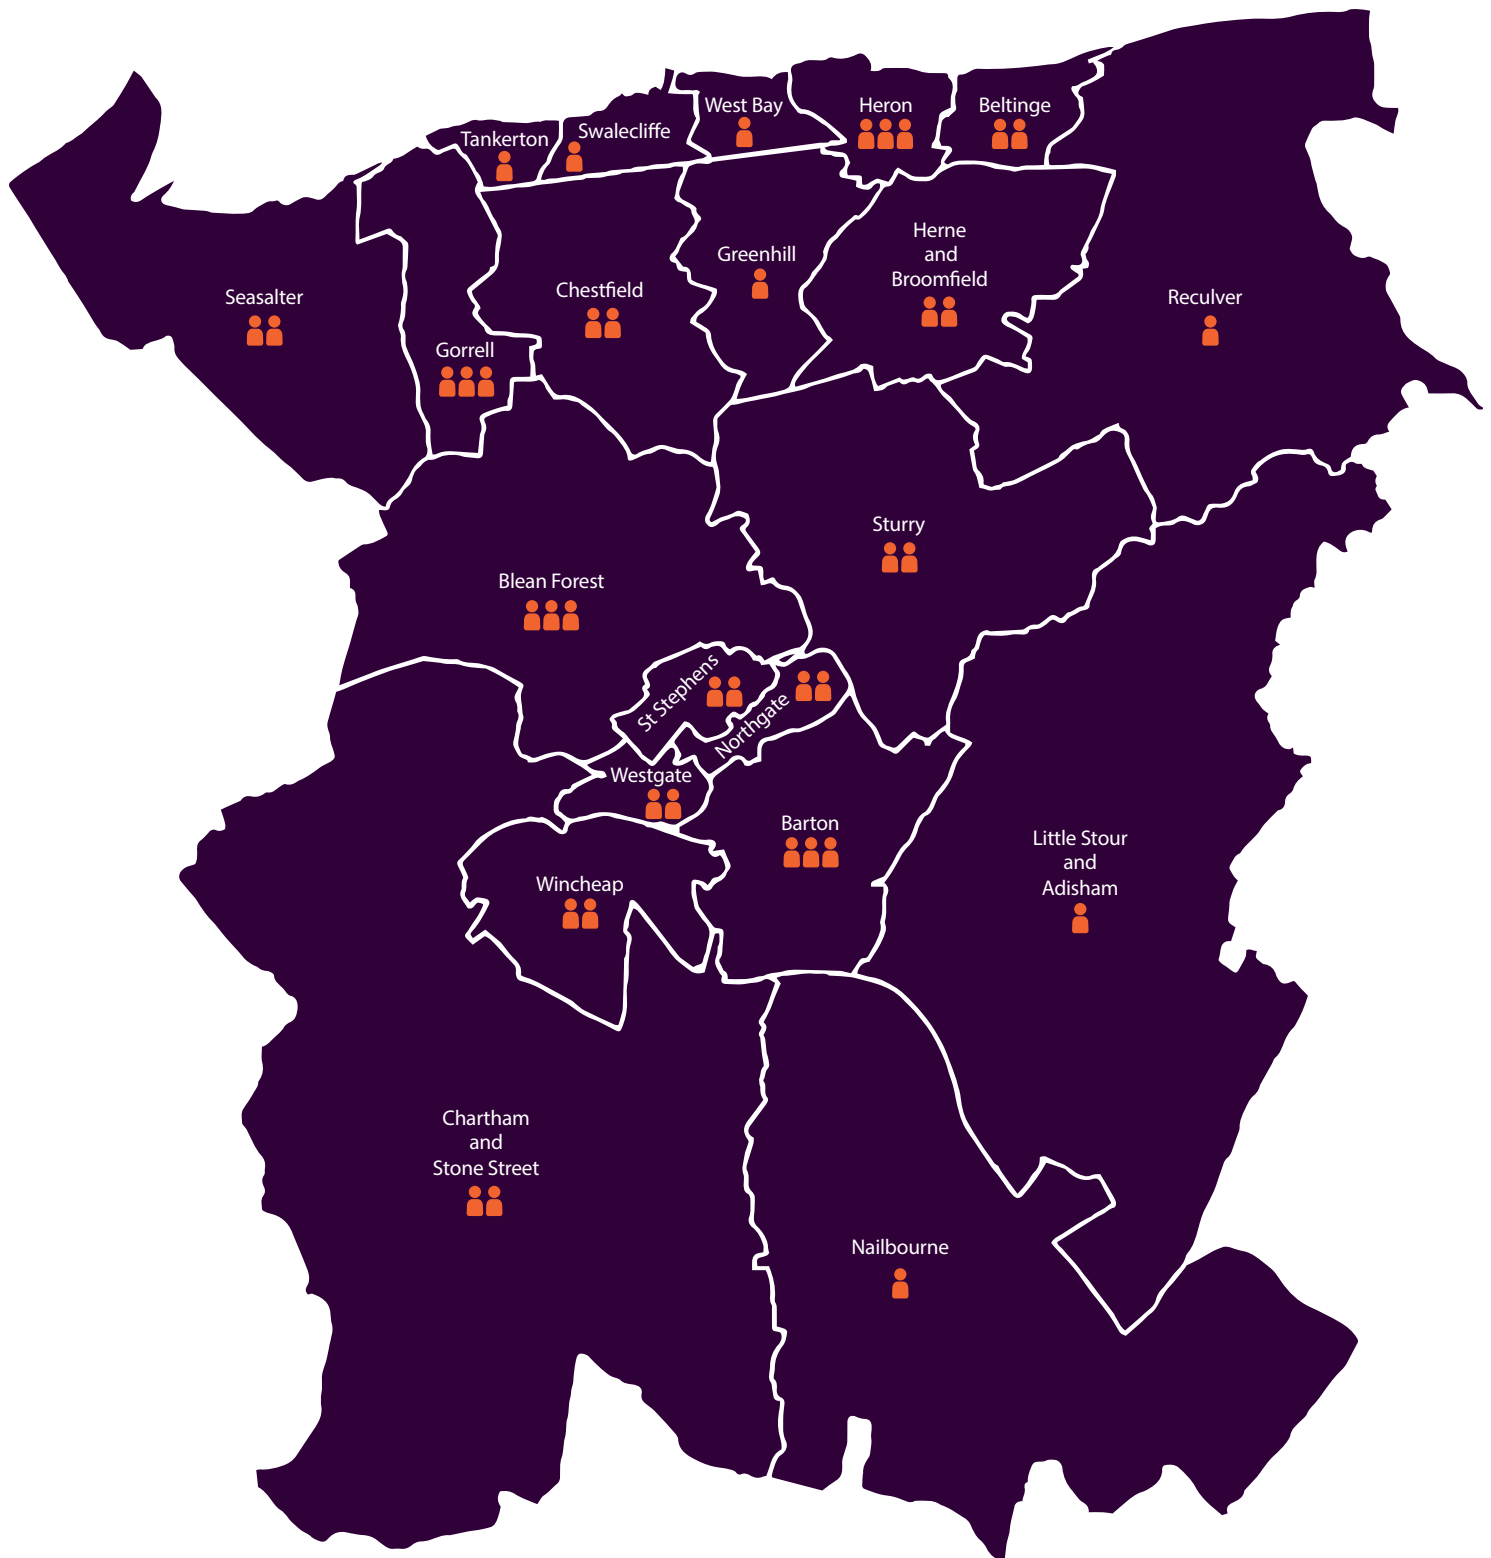 West Bay
Heron
Beltinge
Tankerton
Swalecliffe
Herne
and
Broomfield
Greenhill
Chestfield
Seasalter
Reculver
Gorrell
Sturry
Blean Forest
St Stephens
Northgate
Westgate
Barton
Little Stour
and
Adisham
Wincheap
Chartham
and
Stone Street
Nailbourne